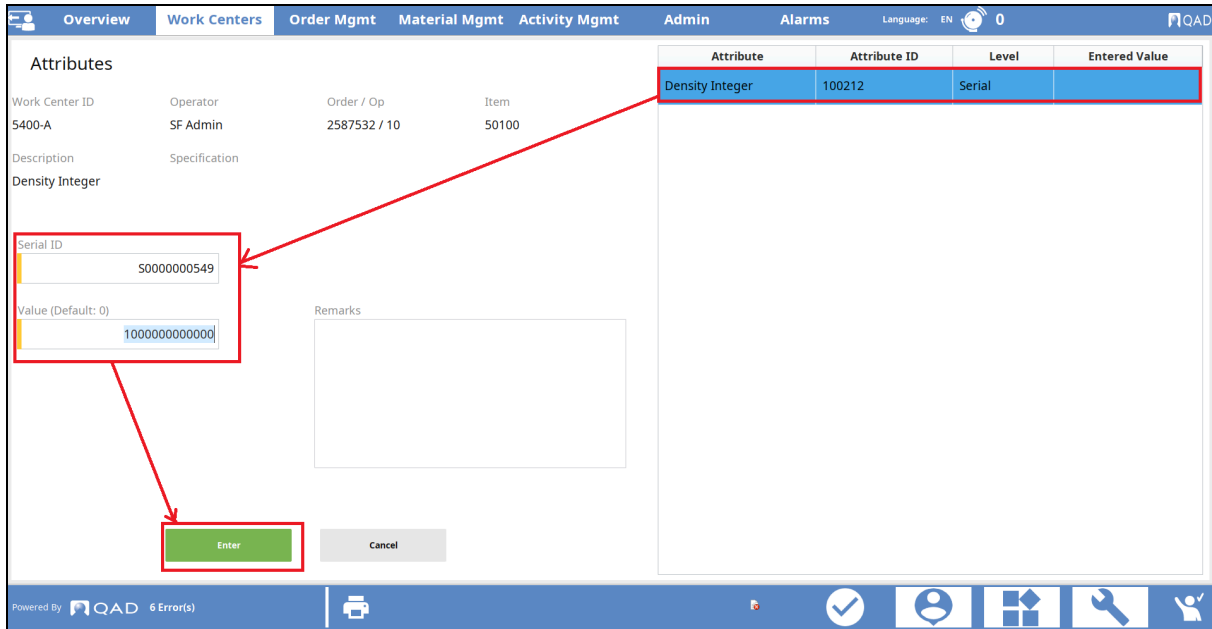 Overview Work Centers Order Mgmt Material Mgmt Activity Mgmt Admin Alarms Language: EN 0 QAD
Attributes
Work Center ID Operator Order / Op Item
5400-A SF Admin 2587532 / 10 50100
Description Specification
Density Integer
Serial ID
S0000000549
Value (Default: 0) Remarks
1000000000000
Enter Cancel
Attribute Attribute ID Level Entered Value
Density Integer 100212 Serial
Powered By QAD 6 Error(s)